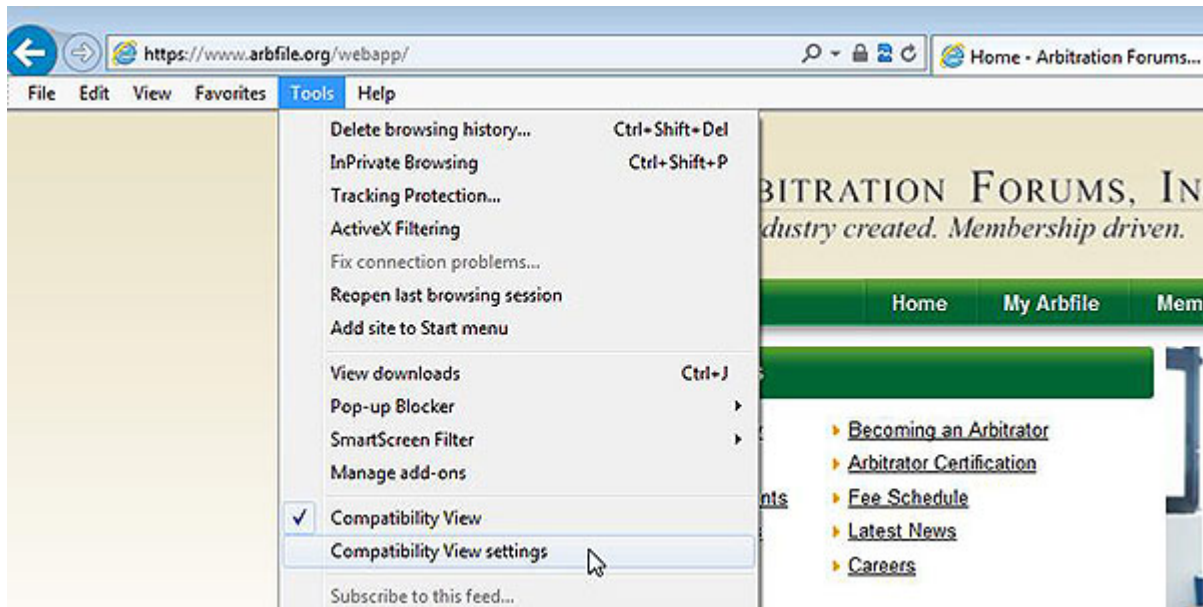 https://www.arbfile.org/webapp/
Home - Arbitration Forums...
File Edit View Favorites Tools Help
Delete browsing history... Ctrl+Shift+Del
InPrivate Browsing Ctrl+Shift+P
Tracking Protection...
ActiveX Filtering
Fix connection problems...
Reopen last browsing session
Add site to Start menu
View downloads Ctrl+J
Pop-up Blocker
SmartScreen Filter
Manage add-ons
Compatibility View
Compatibility View settings
Subscribe to this feed...
BITRATION FORUMS, IN
dustry created. Membership driven.
Home My Arbfile Mem
Becoming an Arbitrator
Arbitrator Certification
nts Fee Schedule
Latest News
Careers